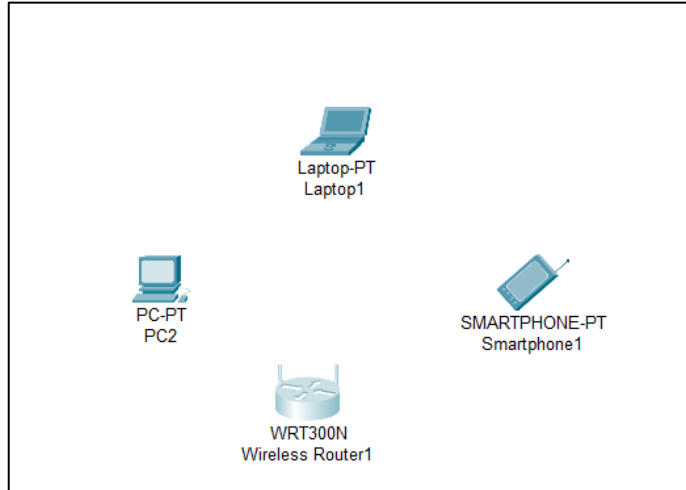 Laptop-PT
Laptop1
PC-PT
PC2
SMARTPHONE-PT
Smartphone1
WRT300N
Wireless Router1